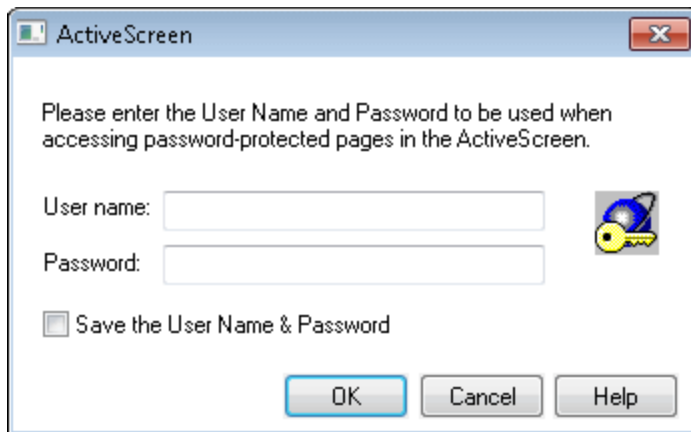 ActiveScreen
Please enter the User Name and Password to be used when
accessing password-protected pages in the ActiveScreen.
User name:
Password:
Save the User Name & Password
OK Cancel Help